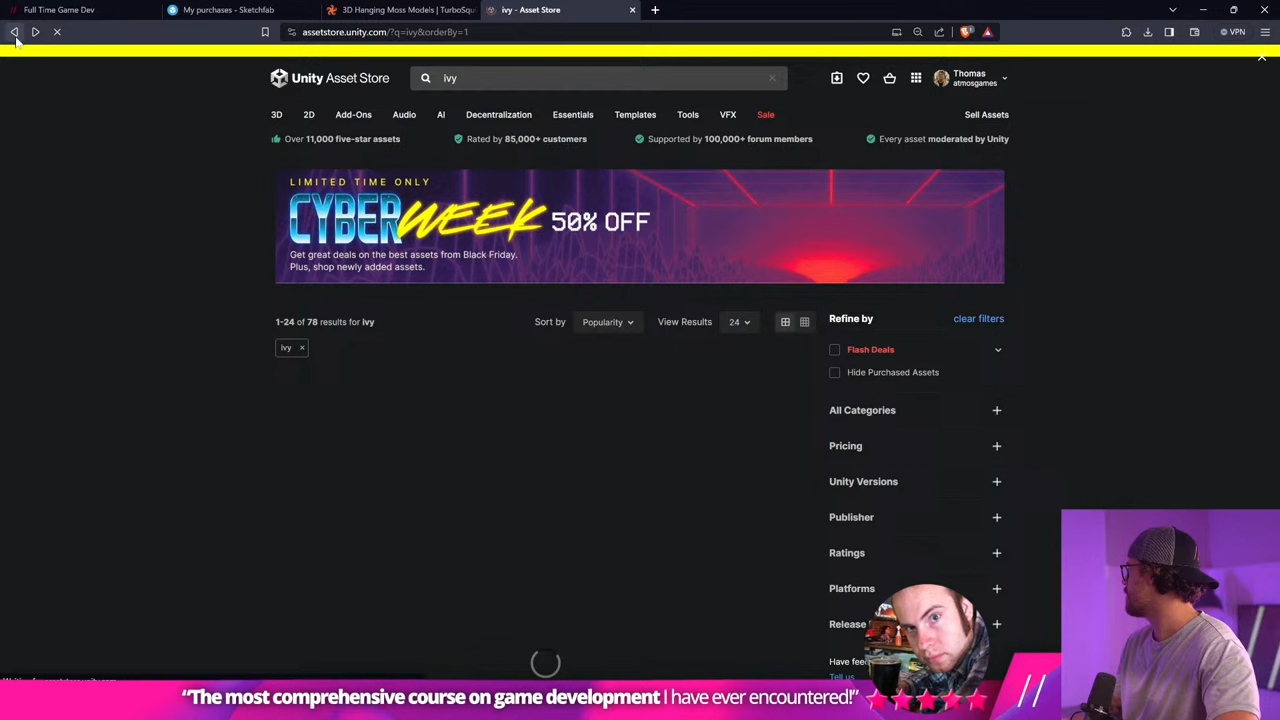 Full Time Game Dev
My purchases - Sketchfab
3D Hanging Moss Models | TurboSqu
ivy - Asset Store
assetstore.unity.com/?q=ivy&orderBy=1
VPN
Unity Asset Store
ivy
Thomas
atmosgames
3D 2D Add-Ons Audio AI Decentralization Essentials Templates Tools VFX Sale Sell Assets
Over 11,000 five-star assets
Rated by 85,000+ customers
Supported by 100,000+ forum members
Every asset moderated by Unity
LIMITED TIME ONLY
CYBER WEEK 50% OFF
Get great deals on the best assets from Black Friday.
Plus, shop newly added assets.
1-24 of 78 results for ivy
Sort by Popularity View Results 24
ivy
Refine by clear filters
Flash Deals
Hide Purchased Assets
All Categories
Pricing
Unity Versions
Publisher
Ratings
Platforms
Release
Have fee
Tell us
“The most comprehensive course on game development I have ever encountered!”
//